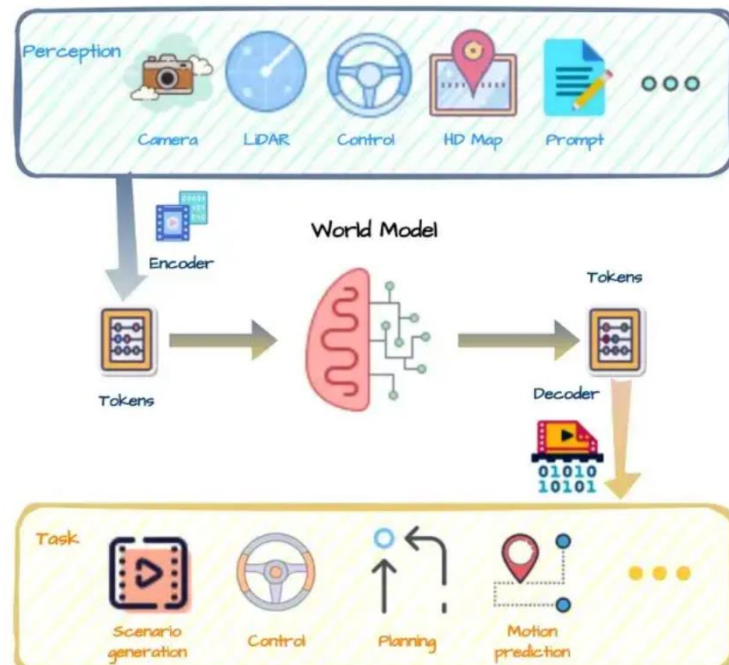 Perception
Camera
LiDAR
Control
HD Map
Prompt
Encoder
World Model
Tokens
Tokens
Decoder
01010
10101
Task
Scenario
generation
Control
Planning
Motion
prediction